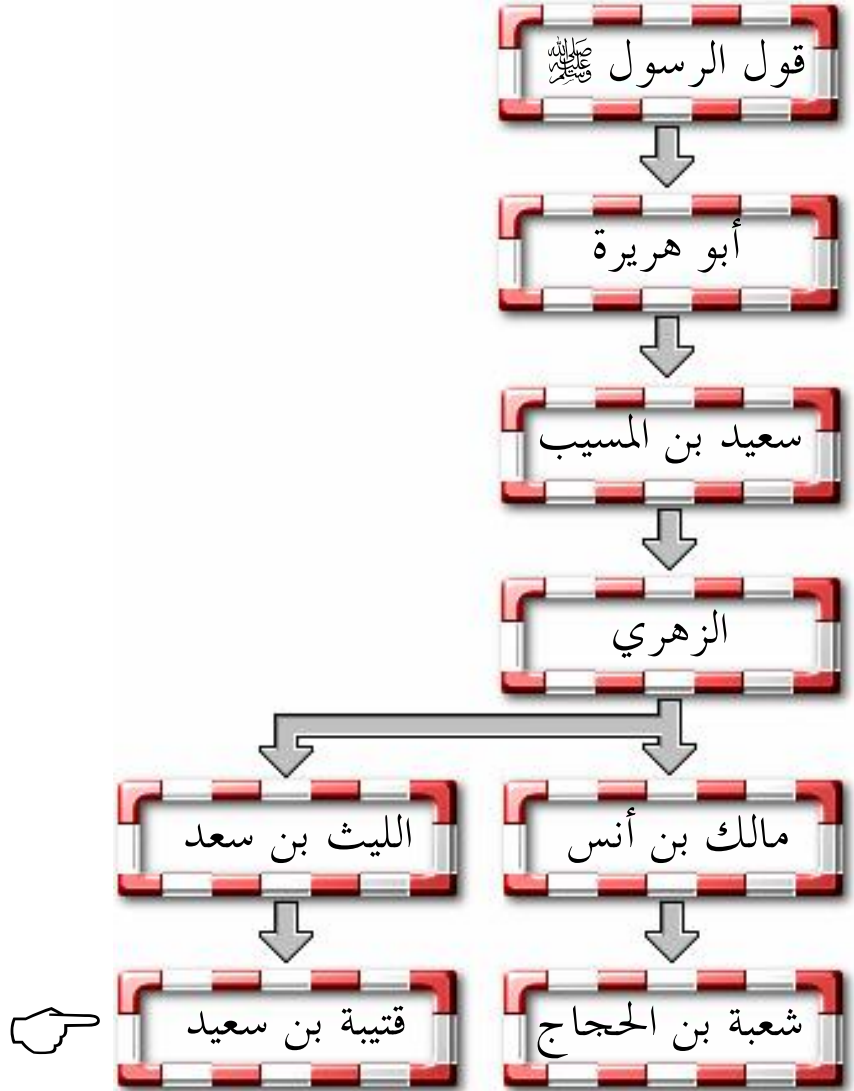 قول الرسول ﷺ
أبو هريرة
سعيد بن المسيب
الزهري
مالك بن أنس
الليث بن سعد
شعبة بن الحجاج
قتيبة بن سعيد